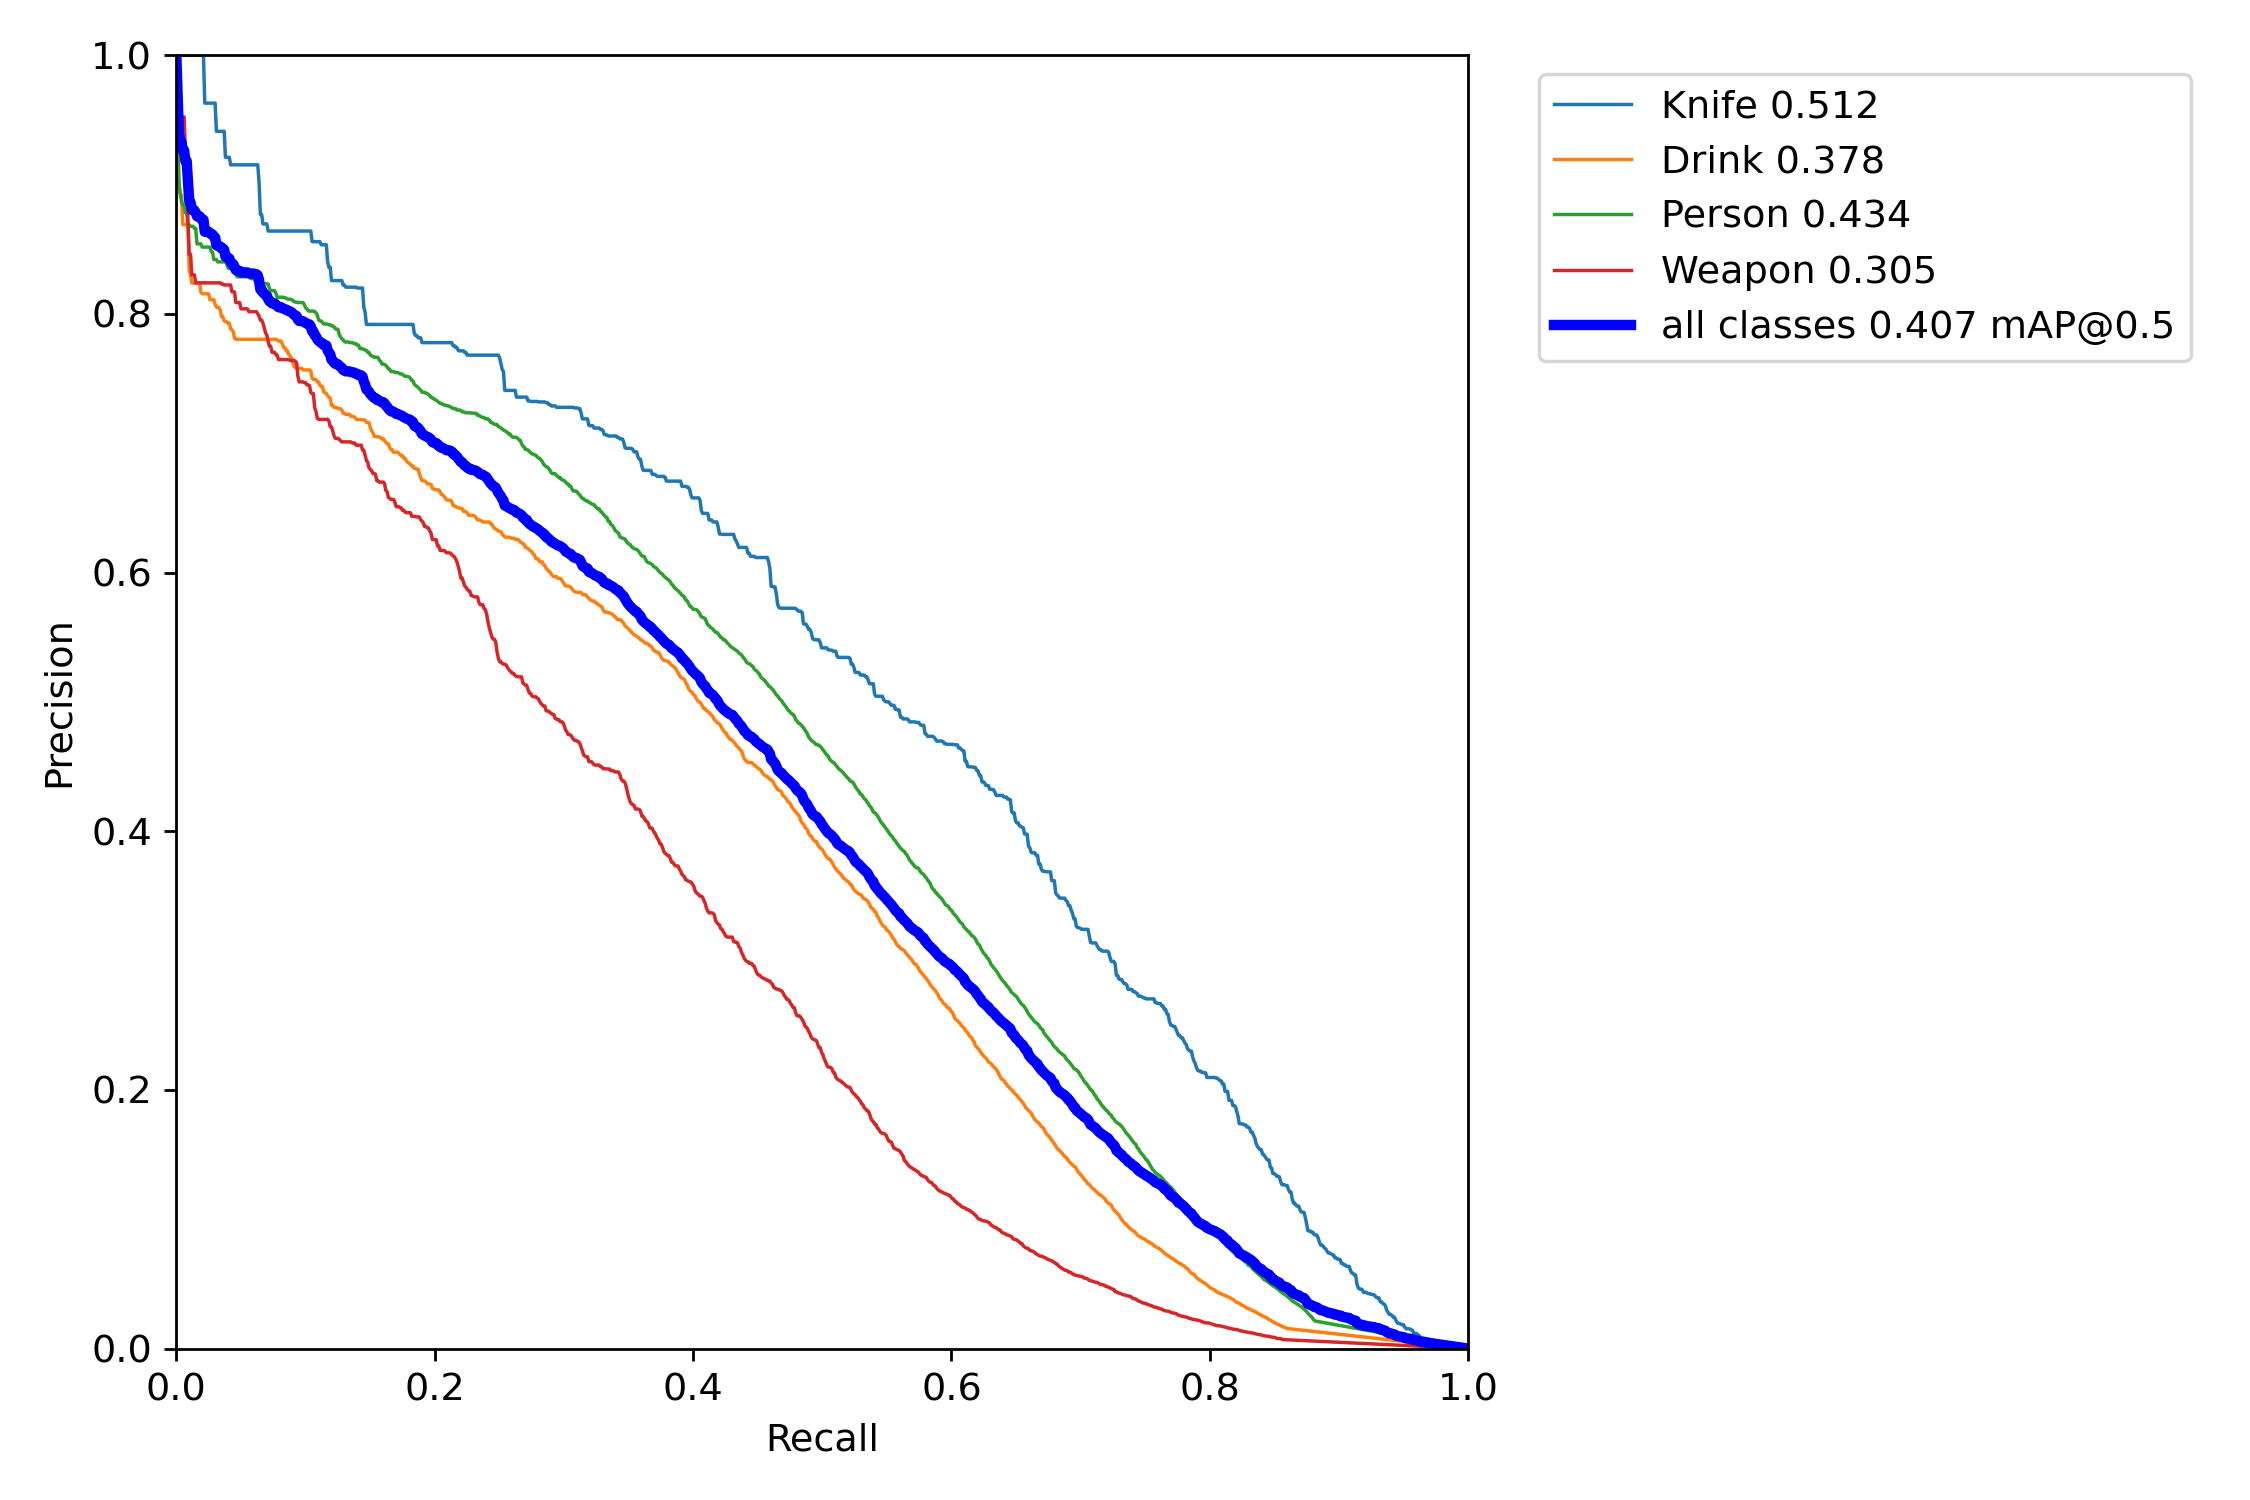 1.0
0.8
0.6
0.4
0.2
0.0
Precision
0.0 0.2 0.4 0.6 0.8 1.0
Recall
Knife 0.512
Drink 0.378
Person 0.434
Weapon 0.305
all classes 0.407 mAP@0.5